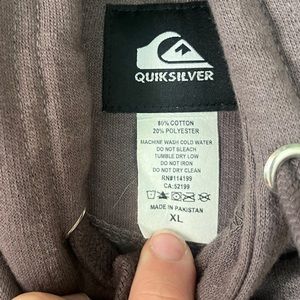 QUIKSILVER
80% COTTON
20% POLYESTER
MACHINE WASH COLD WATER
DO NOT BLEACH
TUMBLE DRY LOW
DO NOT IRON
DO NOT DRY CLEAN
RN#114199
CA:52199
MADE IN PAKISTAN
XL